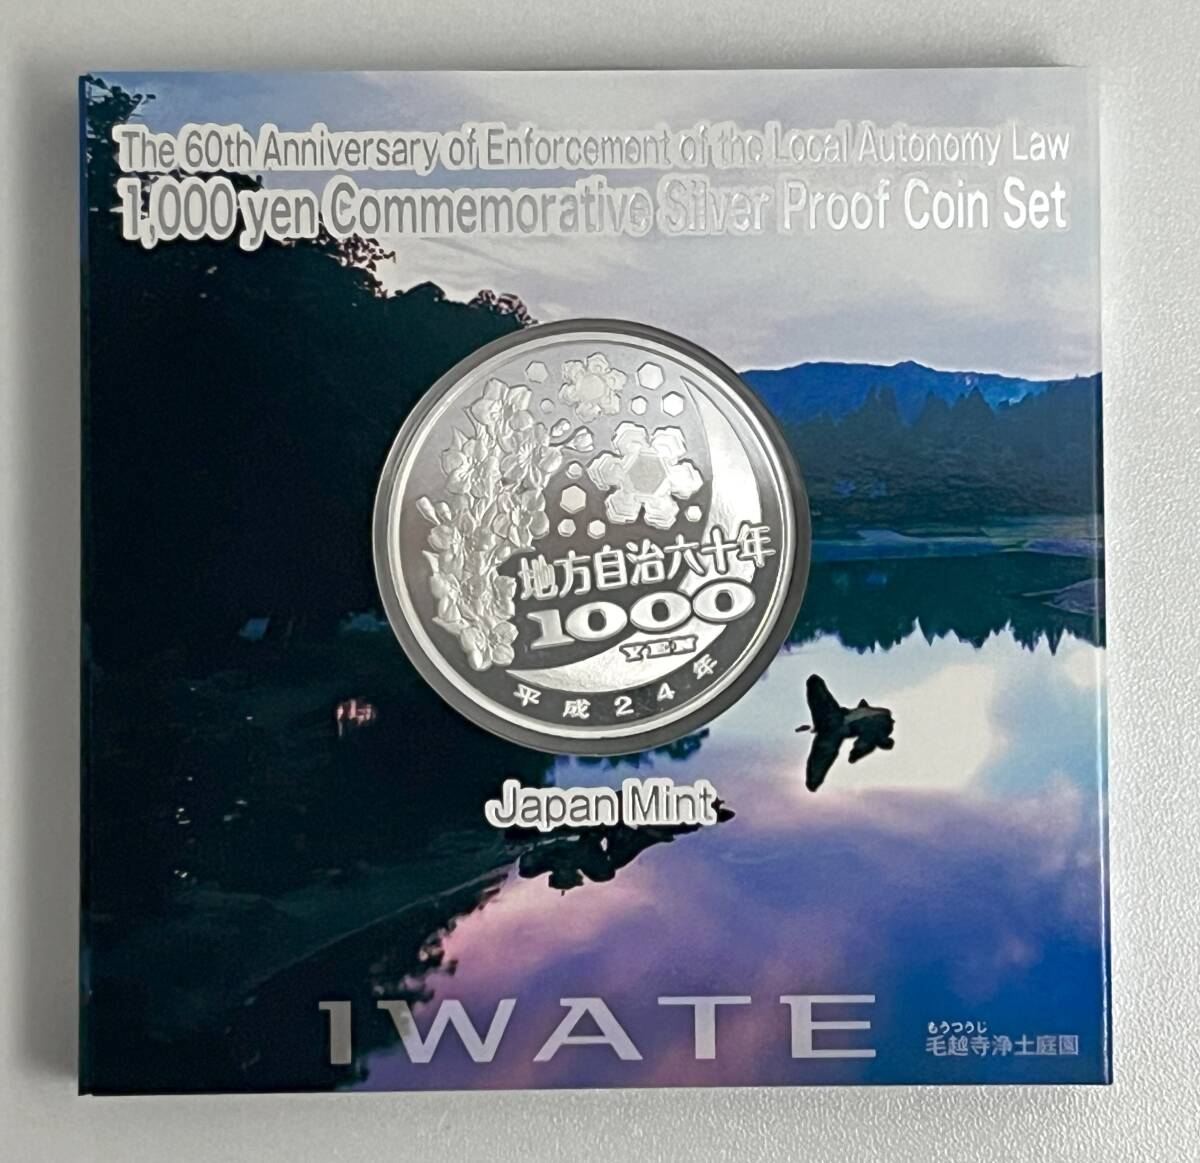 The 60th Anniversary of Enforcement of the Local Autonomy Law
1,000 yen Commemorative Silver Proof Coin Set
地方自治六十年
1000
YEN
平成24年
Japan Mint
IWATE
もうつうじ
毛越寺浄土庭園